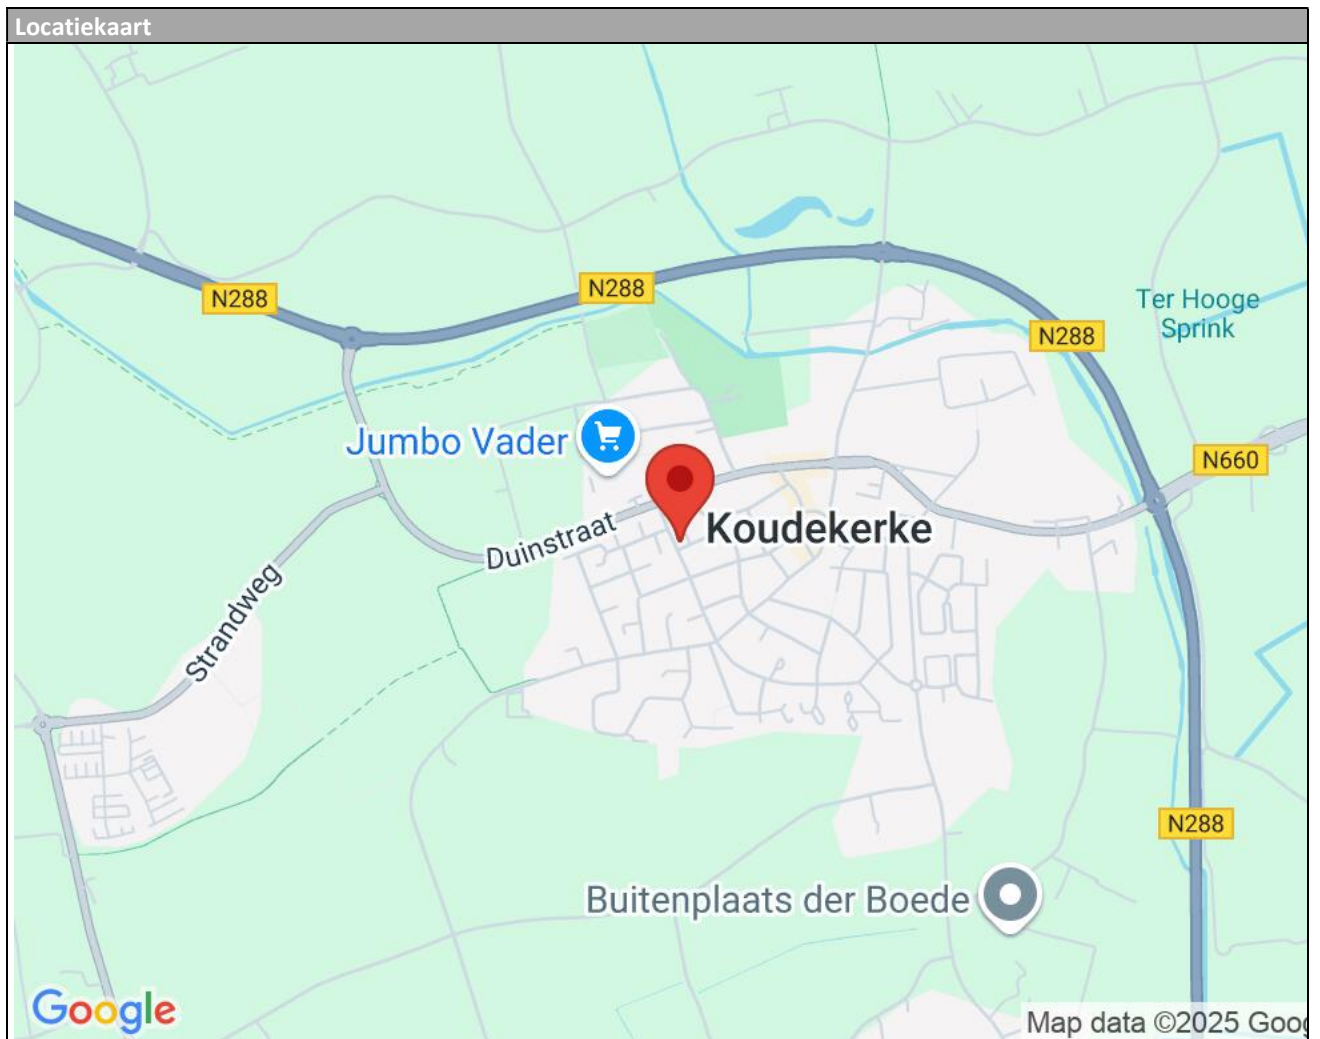 Locatiekaart
N288
N288
Ter Hooge
Sprink
N288
Jumbo Vader
N660
Duinstraat
Koudekerke
Strandweg
N288
Buitenplaats der Boede
Google
Map data ©2025 Goog